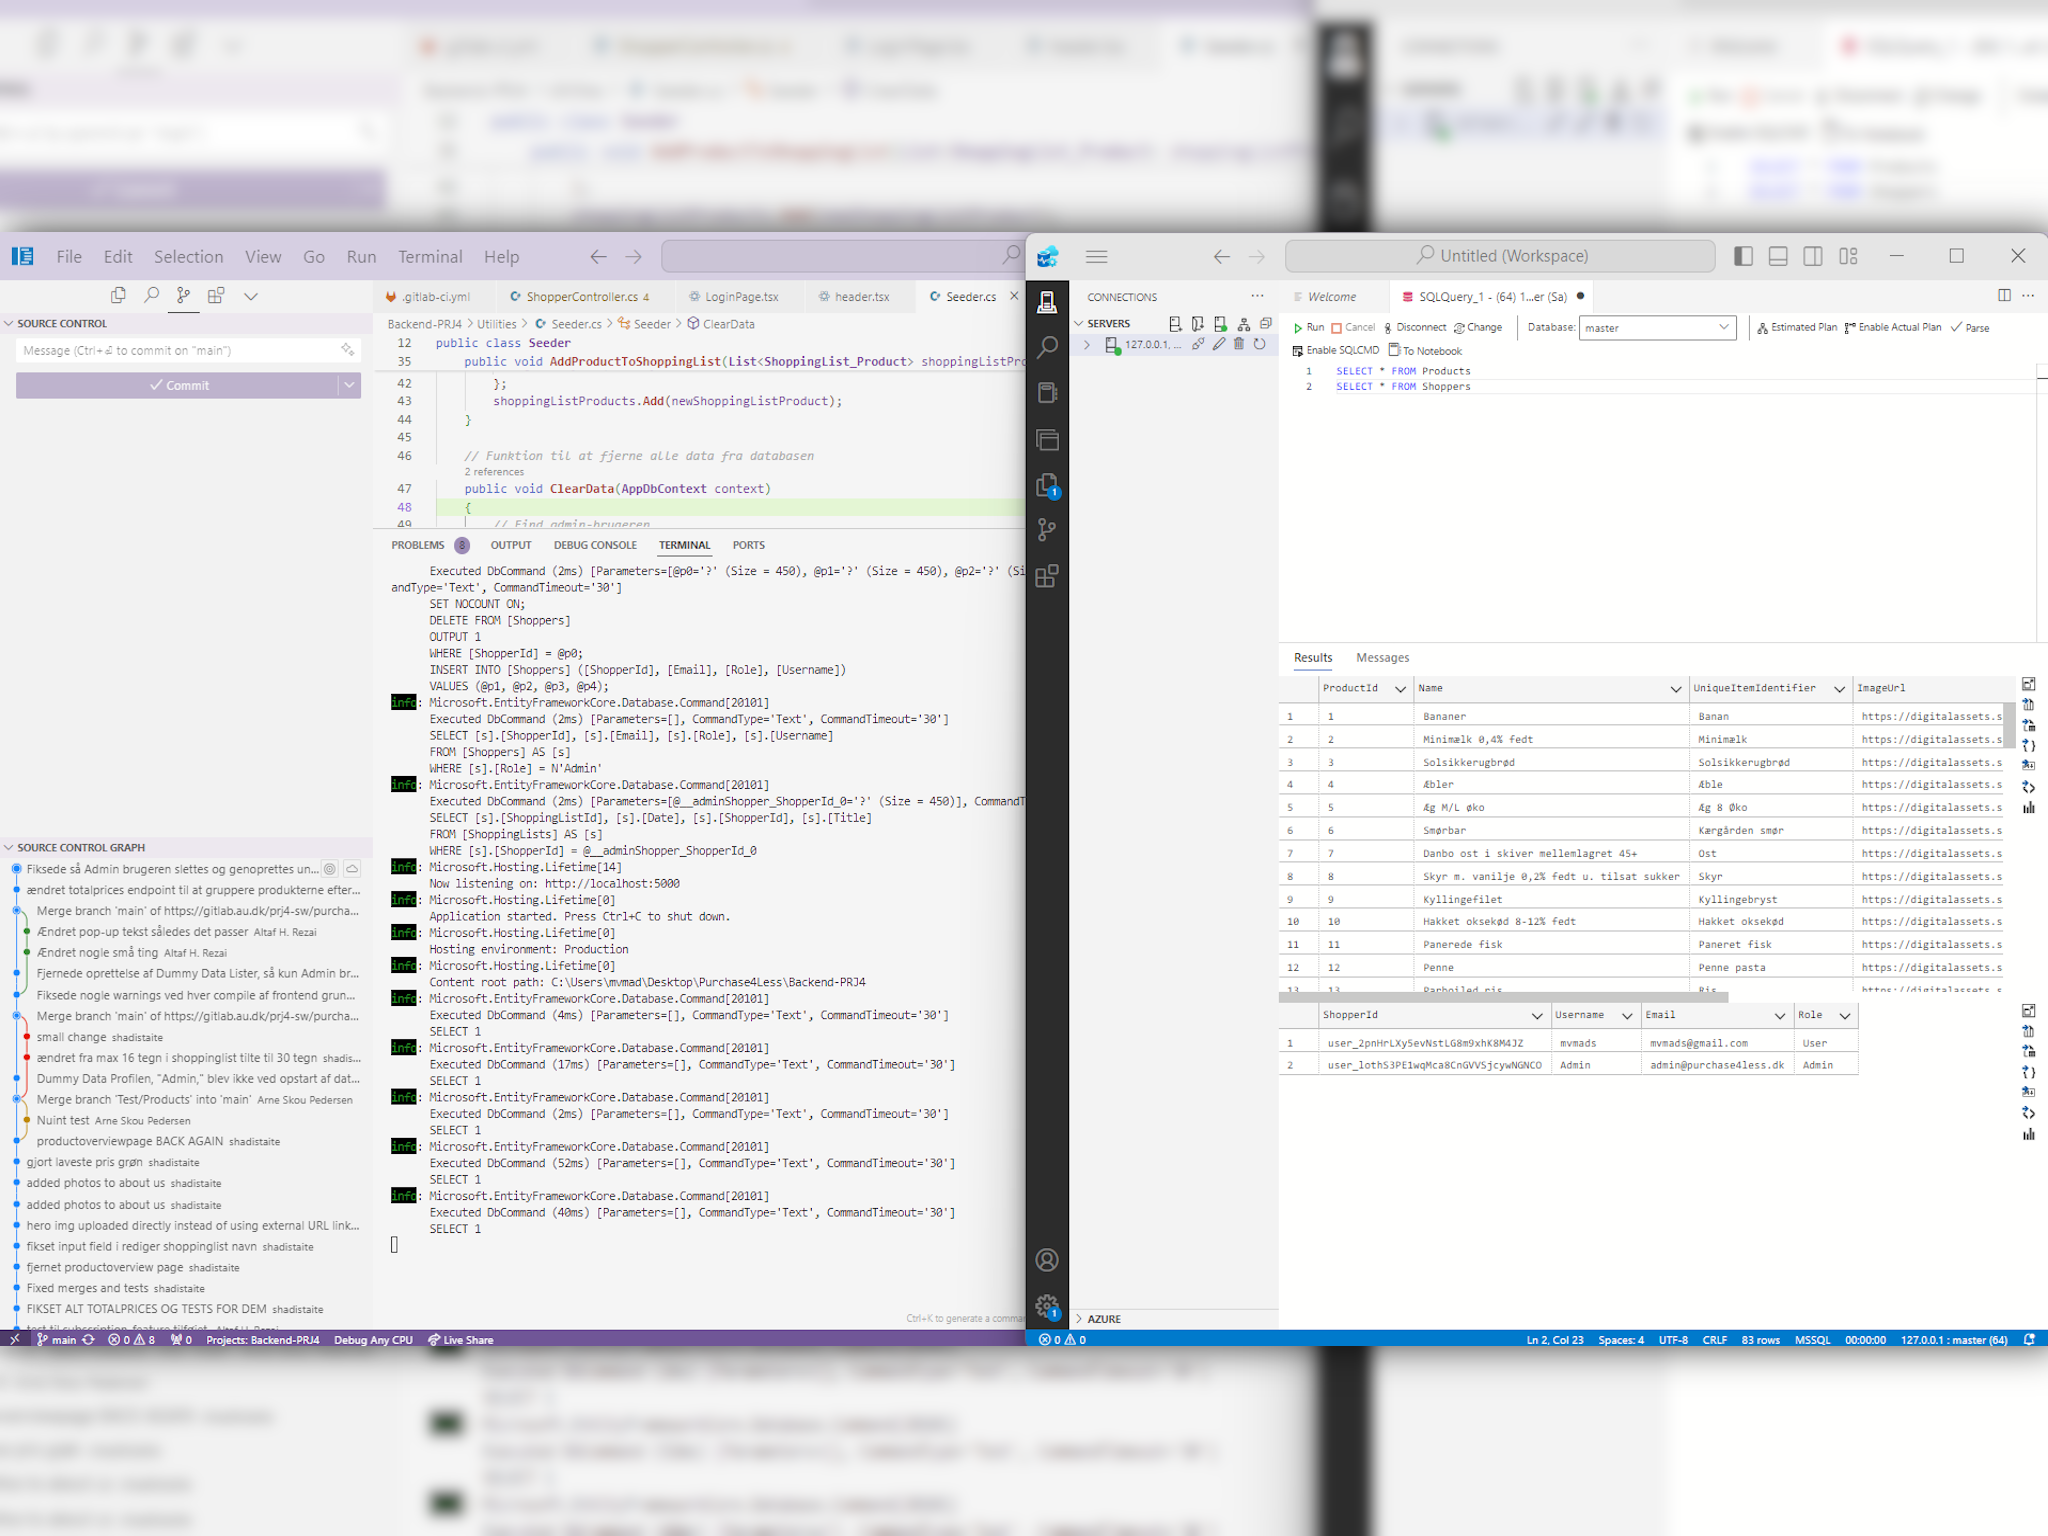 File Edit Selection View Go Run Terminal Help
SOURCE CONTROL
Message (Ctrl+⏎ to commit on "main")
Commit
SOURCE CONTROL GRAPH
Fiksede så Admin brugeren slettes og genoprettes un...
ændret totalprices endpoint til at gruppere produkterne efter...
Merge branch 'main' of https://gitlab.au.dk/prj4-sw/purcha...
Ændret pop-up tekst således det passer Altaf H. Rezai
Ændret nogle små ting Altaf H. Rezai
Fjernede oprettelse af Dummy Data Lister, så kun Admin br...
Fiksede nogle warnings ved hver compile af frontend grun...
Merge branch 'main' of https://gitlab.au.dk/prj4-sw/purcha...
small change shadistaite
ændret fra max 16 tegn i shoppinglist tilte til 30 tegn shadis...
Dummy Data Profilen, "Admin," blev ikke ved opstart af dat...
Merge branch 'Test/Products' into 'main' Arne Skou Pedersen
Nuint test Arne Skou Pedersen
productoverviewpage BACK AGAIN shadistaite
gjort laveste pris grøn shadistaite
added photos to about us shadistaite
added photos to about us shadistaite
hero img uploaded directly instead of using external URL link...
fikset input field i rediger shoppinglist navn shadistaite
fjernet productoverview page shadistaite
Fixed merges and tests shadistaite
FIKSET ALT TOTALPRICES OG TESTS FOR DEM shadistaite
.gitlab-ci.yml ShopperController.cs 4 LoginPage.tsx header.tsx Seeder.cs
Backend-PRJ4 > Utilities > Seeder.cs > Seeder > ClearData
12 public class Seeder
35 public void AddProductToShoppingList(List<ShoppingList_Product> shoppingListPro
42 };
43 shoppingListProducts.Add(newShoppingListProduct);
44 }
45
46 // Funktion til at fjerne alle data fra databasen
2 references
47 public void ClearData(AppDbContext context)
48 {
49 // Find admin-brugeren
PROBLEMS 8 OUTPUT DEBUG CONSOLE TERMINAL PORTS
Executed DbCommand (2ms) [Parameters=[@p0='?' (Size = 450), @p1='?' (Size = 450), @p2='?' (Si
andType='Text', CommandTimeout='30']
SET NOCOUNT ON;
DELETE FROM [Shoppers]
OUTPUT 1
WHERE [ShopperId] = @p0;
INSERT INTO [Shoppers] ([ShopperId], [Email], [Role], [Username])
VALUES (@p1, @p2, @p3, @p4);
info: Microsoft.EntityFrameworkCore.Database.Command[20101]
Executed DbCommand (2ms) [Parameters=[], CommandType='Text', CommandTimeout='30']
SELECT [s].[ShopperId], [s].[Email], [s].[Role], [s].[Username]
FROM [Shoppers] AS [s]
WHERE [s].[Role] = N'Admin'
info: Microsoft.EntityFrameworkCore.Database.Command[20101]
Executed DbCommand (2ms) [Parameters=[@__adminShopper_ShopperId_0='?' (Size = 450)], CommandT
SELECT [s].[ShoppingListId], [s].[Date], [s].[ShopperId], [s].[Title]
FROM [ShoppingLists] AS [s]
WHERE [s].[ShopperId] = @__adminShopper_ShopperId_0
info: Microsoft.Hosting.Lifetime[14]
Now listening on: http://localhost:5000
info: Microsoft.Hosting.Lifetime[0]
Application started. Press Ctrl+C to shut down.
info: Microsoft.Hosting.Lifetime[0]
Hosting environment: Production
info: Microsoft.Hosting.Lifetime[0]
Content root path: C:\Users\mvmad\Desktop\Purchase4Less\Backend-PRJ4
info: Microsoft.EntityFrameworkCore.Database.Command[20101]
Executed DbCommand (4ms) [Parameters=[], CommandType='Text', CommandTimeout='30']
SELECT 1
info: Microsoft.EntityFrameworkCore.Database.Command[20101]
Executed DbCommand (17ms) [Parameters=[], CommandType='Text', CommandTimeout='30']
SELECT 1
info: Microsoft.EntityFrameworkCore.Database.Command[20101]
Executed DbCommand (2ms) [Parameters=[], CommandType='Text', CommandTimeout='30']
SELECT 1
info: Microsoft.EntityFrameworkCore.Database.Command[20101]
Executed DbCommand (52ms) [Parameters=[], CommandType='Text', CommandTimeout='30']
SELECT 1
info: Microsoft.EntityFrameworkCore.Database.Command[20101]
Executed DbCommand (40ms) [Parameters=[], CommandType='Text', CommandTimeout='30']
SELECT 1
Ctrl+K to generate a comman
main 0 8 0 Projects: Backend-PRJ4 Debug Any CPU Live Share
Untitled (Workspace)
CONNECTIONS
SERVERS
127.0.0.1, ...
AZURE
1
1
Welcome SQLQuery_1 - (64) 1...er (Sa)
Run Cancel Disconnect Change Database: master Estimated Plan Enable Actual Plan Parse
Enable SQLCMD To Notebook
1 SELECT * FROM Products
2 SELECT * FROM Shoppers
Results Messages
ProductId Name UniqueItemIdentifier ImageUrl
1 1 Bananer Banan https://digitalassets.s
2 2 Minimælk 0,4% fedt Minimælk https://digitalassets.s
3 3 Solsikkerugbrød Solsikkerugbrød https://digitalassets.s
4 4 Æbler Æble https://digitalassets.s
5 5 Æg M/L øko Æg 8 Øko https://digitalassets.s
6 6 Smørbar Kærgården smør https://digitalassets.s
7 7 Danbo ost i skiver mellemlagret 45+ Ost https://digitalassets.s
8 8 Skyr m. vanilje 0,2% fedt u. tilsat sukker Skyr https://digitalassets.s
9 9 Kyllingefilet Kyllingebryst https://digitalassets.s
10 10 Hakket oksekød 8-12% fedt Hakket oksekød https://digitalassets.s
11 11 Panerede fisk Paneret fisk https://digitalassets.s
12 12 Penne Penne pasta https://digitalassets.s
13 13 Parboiled ris Ris https://digitalassets.s
ShopperId Username Email Role
1 user_2pnHrLXy5evNstLG8m9xhK8M4JZ mvmads mvmads@gmail.com User
2 user_lothS3PE1wqMca8CnGVVSjcywNGNCO Admin admin@purchase4less.dk Admin
0 0 Ln 2, Col 23 Spaces: 4 UTF-8 CRLF 83 rows MSSQL 00:00:00 127.0.0.1 : master (64)